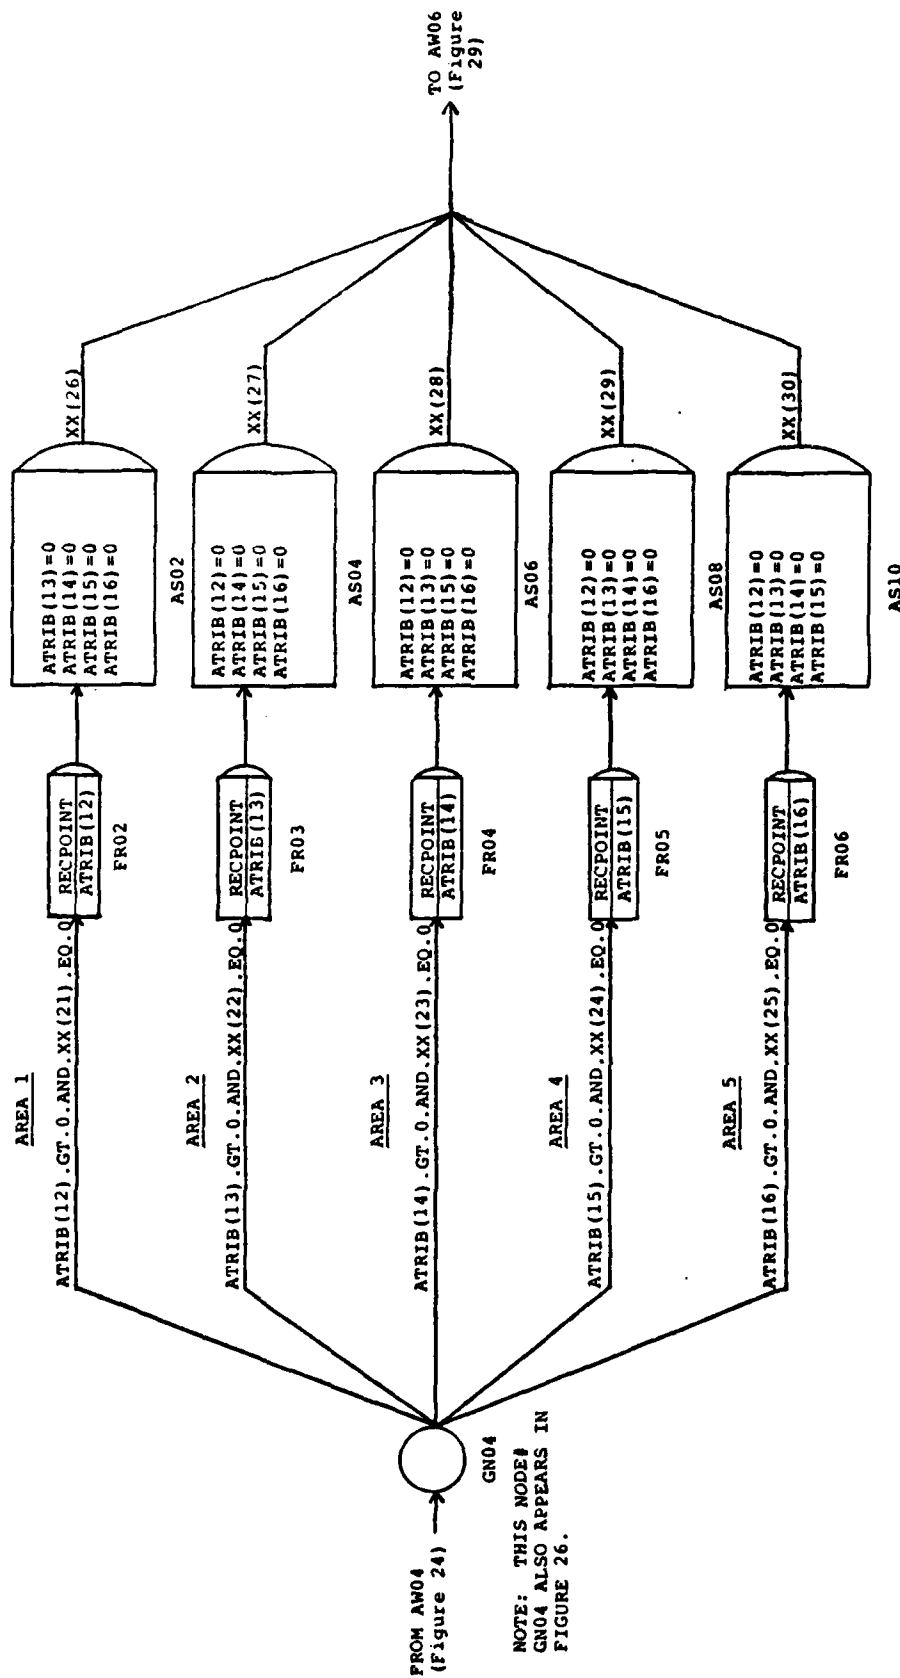 FROM AW04
(Figure 24)
GN04
NOTE: THIS NODE#
GN04 ALSO APPEARS IN
FIGURE 26.
AREA 1
ATRIB(12).GT.0.AND.XX(21).EQ.0
RECPOINT
ATRIB(12)
FR02
ATRIB(13)=0
ATRIB(14)=0
ATRIB(15)=0
ATRIB(16)=0
AS02
XX(26)
AREA 2
ATRIB(13).GT.0.AND.XX(22).EQ.0
RECPOINT
ATRIB(13)
FR03
ATRIB(12)=0
ATRIB(14)=0
ATRIB(15)=0
ATRIB(16)=0
AS04
XX(27)
AREA 3
ATRIB(14).GT.0.AND.XX(23).EQ.0
RECPOINT
ATRIB(14)
FR04
ATRIB(12)=0
ATRIB(13)=0
ATRIB(15)=0
ATRIB(16)=0
AS06
XX(28)
AREA 4
ATRIB(15).GT.0.AND.XX(24).EQ.0
RECPOINT
ATRIB(15)
FR05
ATRIB(12)=0
ATRIB(13)=0
ATRIB(14)=0
ATRIB(16)=0
AS08
XX(29)
AREA 5
ATRIB(16).GT.0.AND.XX(25).EQ.0
RECPOINT
ATRIB(16)
FR06
ATRIB(12)=0
ATRIB(13)=0
ATRIB(14)=0
ATRIB(15)=0
AS10
XX(30)
TO AW06
(Figure
29)